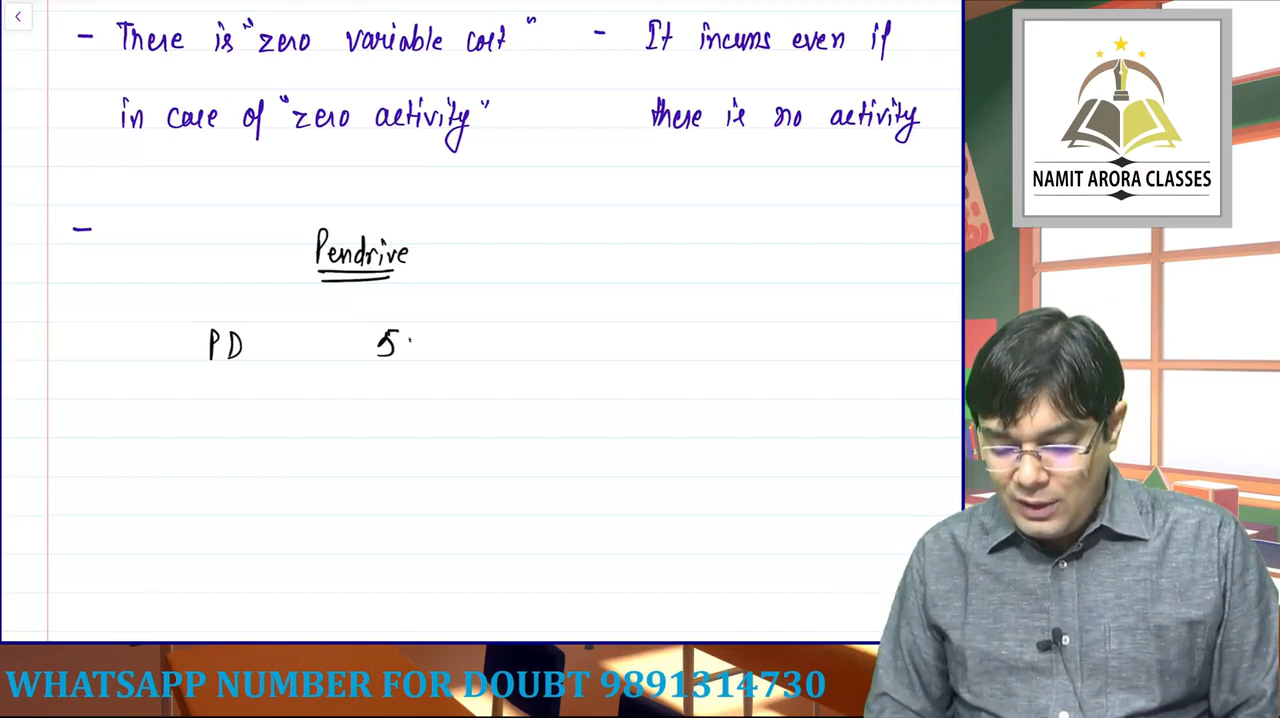 - There is "zero variable cost"
in case of "zero activity"
- It incurs even if
there is no activity
-
Pendrive
PD 5
NAMIT ARORA CLASSES
WHATSAPP NUMBER FOR DOUBT 9891314730